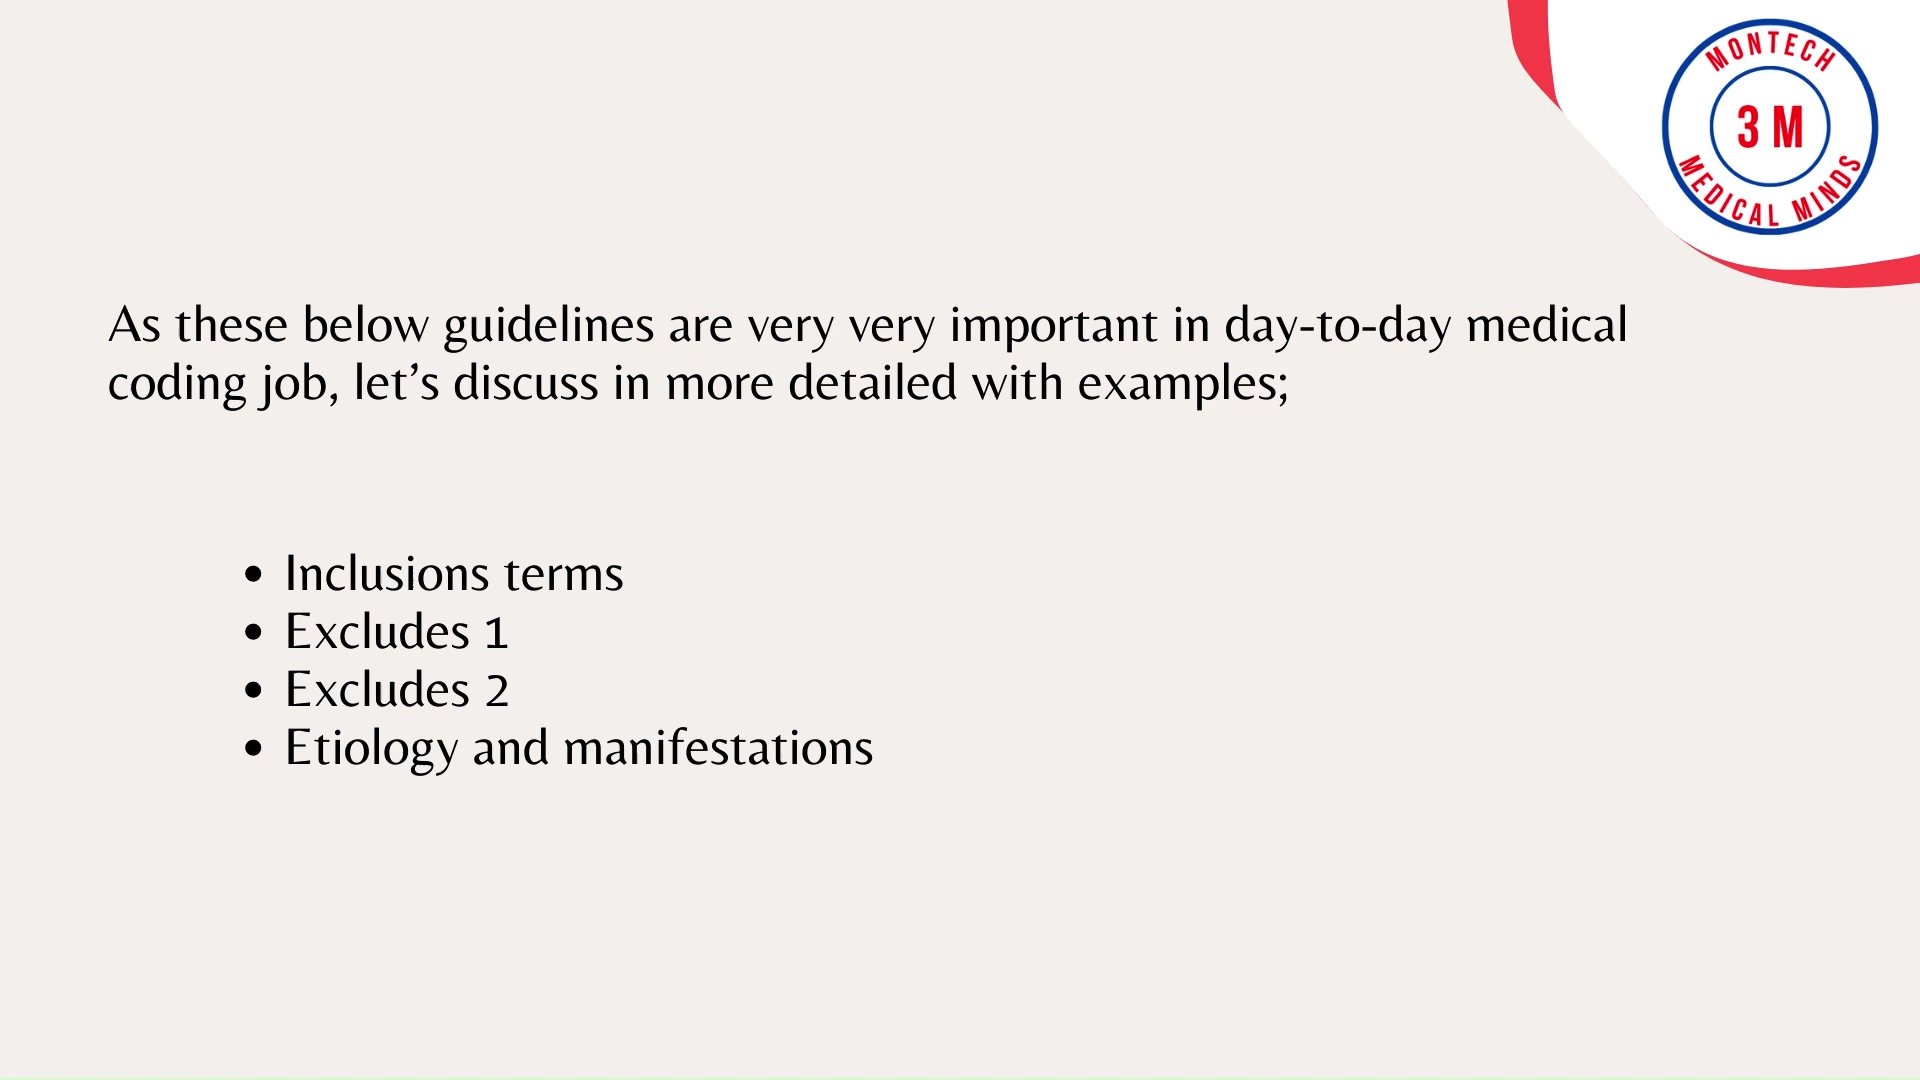 MONTECH
3 M
MEDICAL MINDS
As these below guidelines are very very important in day-to-day medical
coding job, let’s discuss in more detailed with examples;
• Inclusions terms
• Excludes 1
• Excludes 2
• Etiology and manifestations